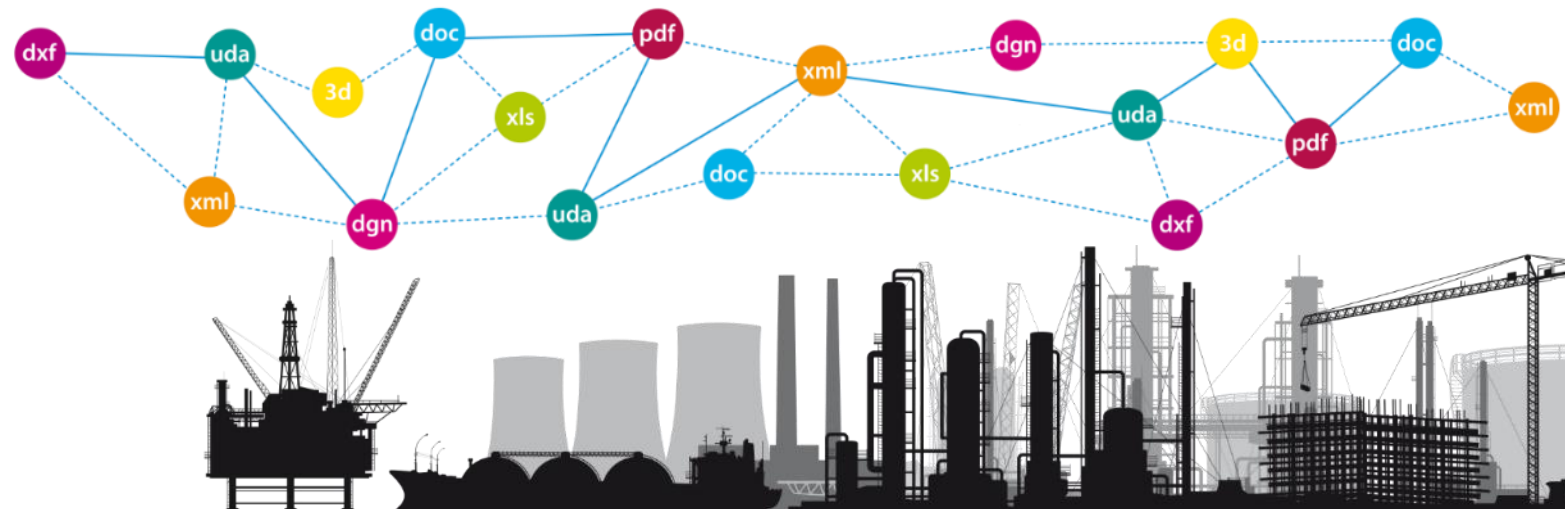 dxf
uda
3d
doc
pdf
xls
xml
dgn
uda
doc
xml
xls
dgn
uda
3d
pdf
doc
xml
dxf